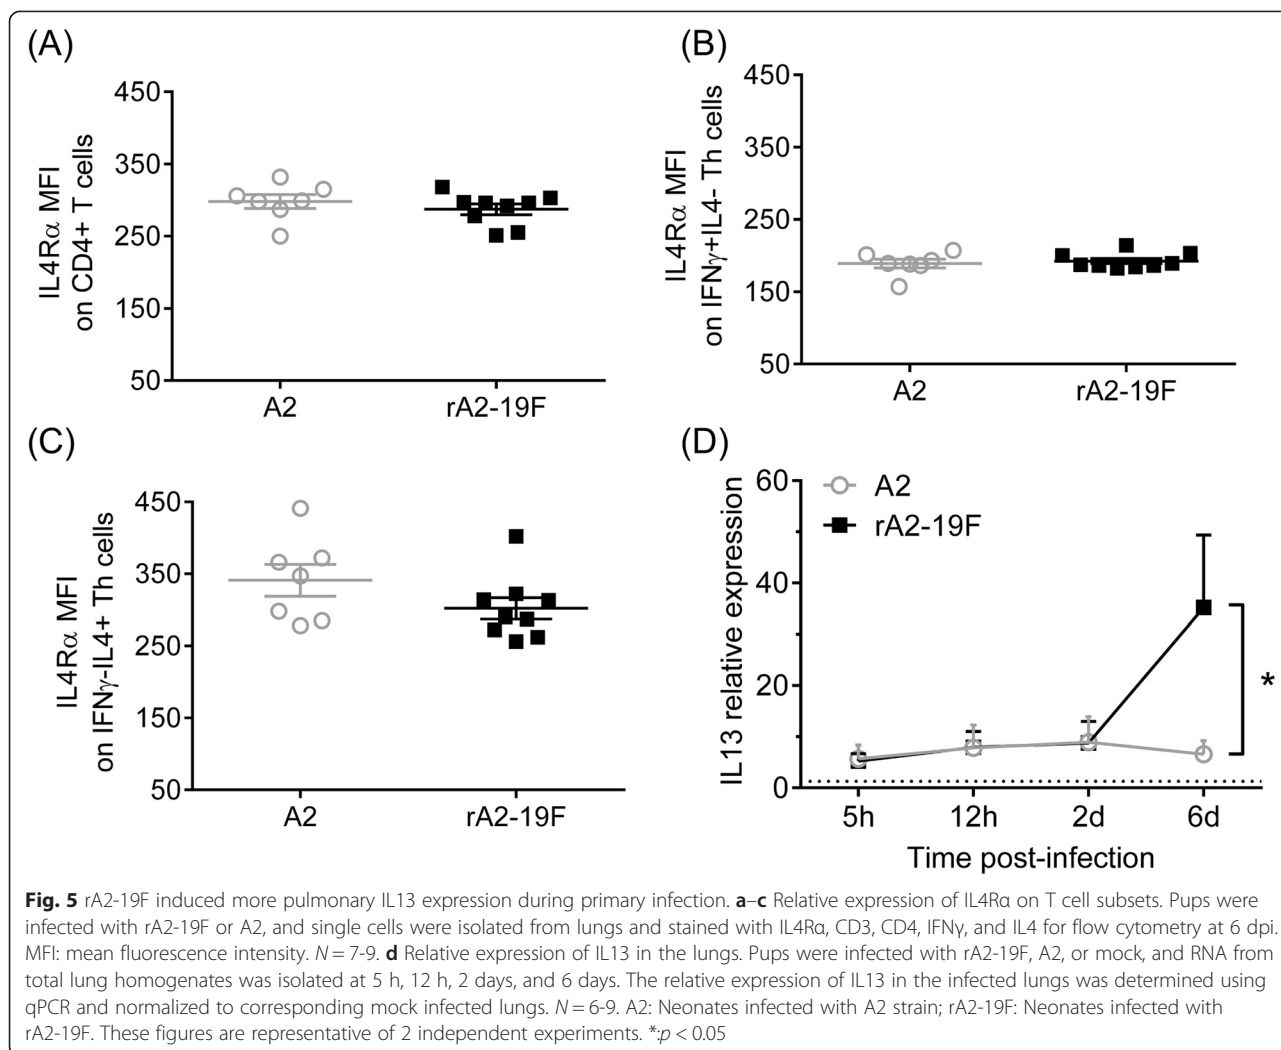 (A)
450
350
250
150
50
IL4Rα MFI
on CD4+ T cells
A2
rA2-19F
(B)
450
350
250
150
50
IL4Rα MFI
on IFNγ+IL4- Th cells
A2
rA2-19F
(C)
450
350
250
150
50
IL4Rα MFI
on IFNγ-IL4+ Th cells
A2
rA2-19F
(D)
60
40
20
0
IL13 relative expression
A2
rA2-19F
*
5h
12h
2d
6d
Time post-infection
Fig. 5 rA2-19F induced more pulmonary IL13 expression during primary infection. a–c Relative expression of IL4Rα on T cell subsets. Pups were
infected with rA2-19F or A2, and single cells were isolated from lungs and stained with IL4Rα, CD3, CD4, IFNγ, and IL4 for flow cytometry at 6 dpi.
MFI: mean fluorescence intensity. N = 7-9. d Relative expression of IL13 in the lungs. Pups were infected with rA2-19F, A2, or mock, and RNA from
total lung homogenates was isolated at 5 h, 12 h, 2 days, and 6 days. The relative expression of IL13 in the infected lungs was determined using
qPCR and normalized to corresponding mock infected lungs. N = 6-9. A2: Neonates infected with A2 strain; rA2-19F: Neonates infected with
rA2-19F. These figures are representative of 2 independent experiments. *:p < 0.05